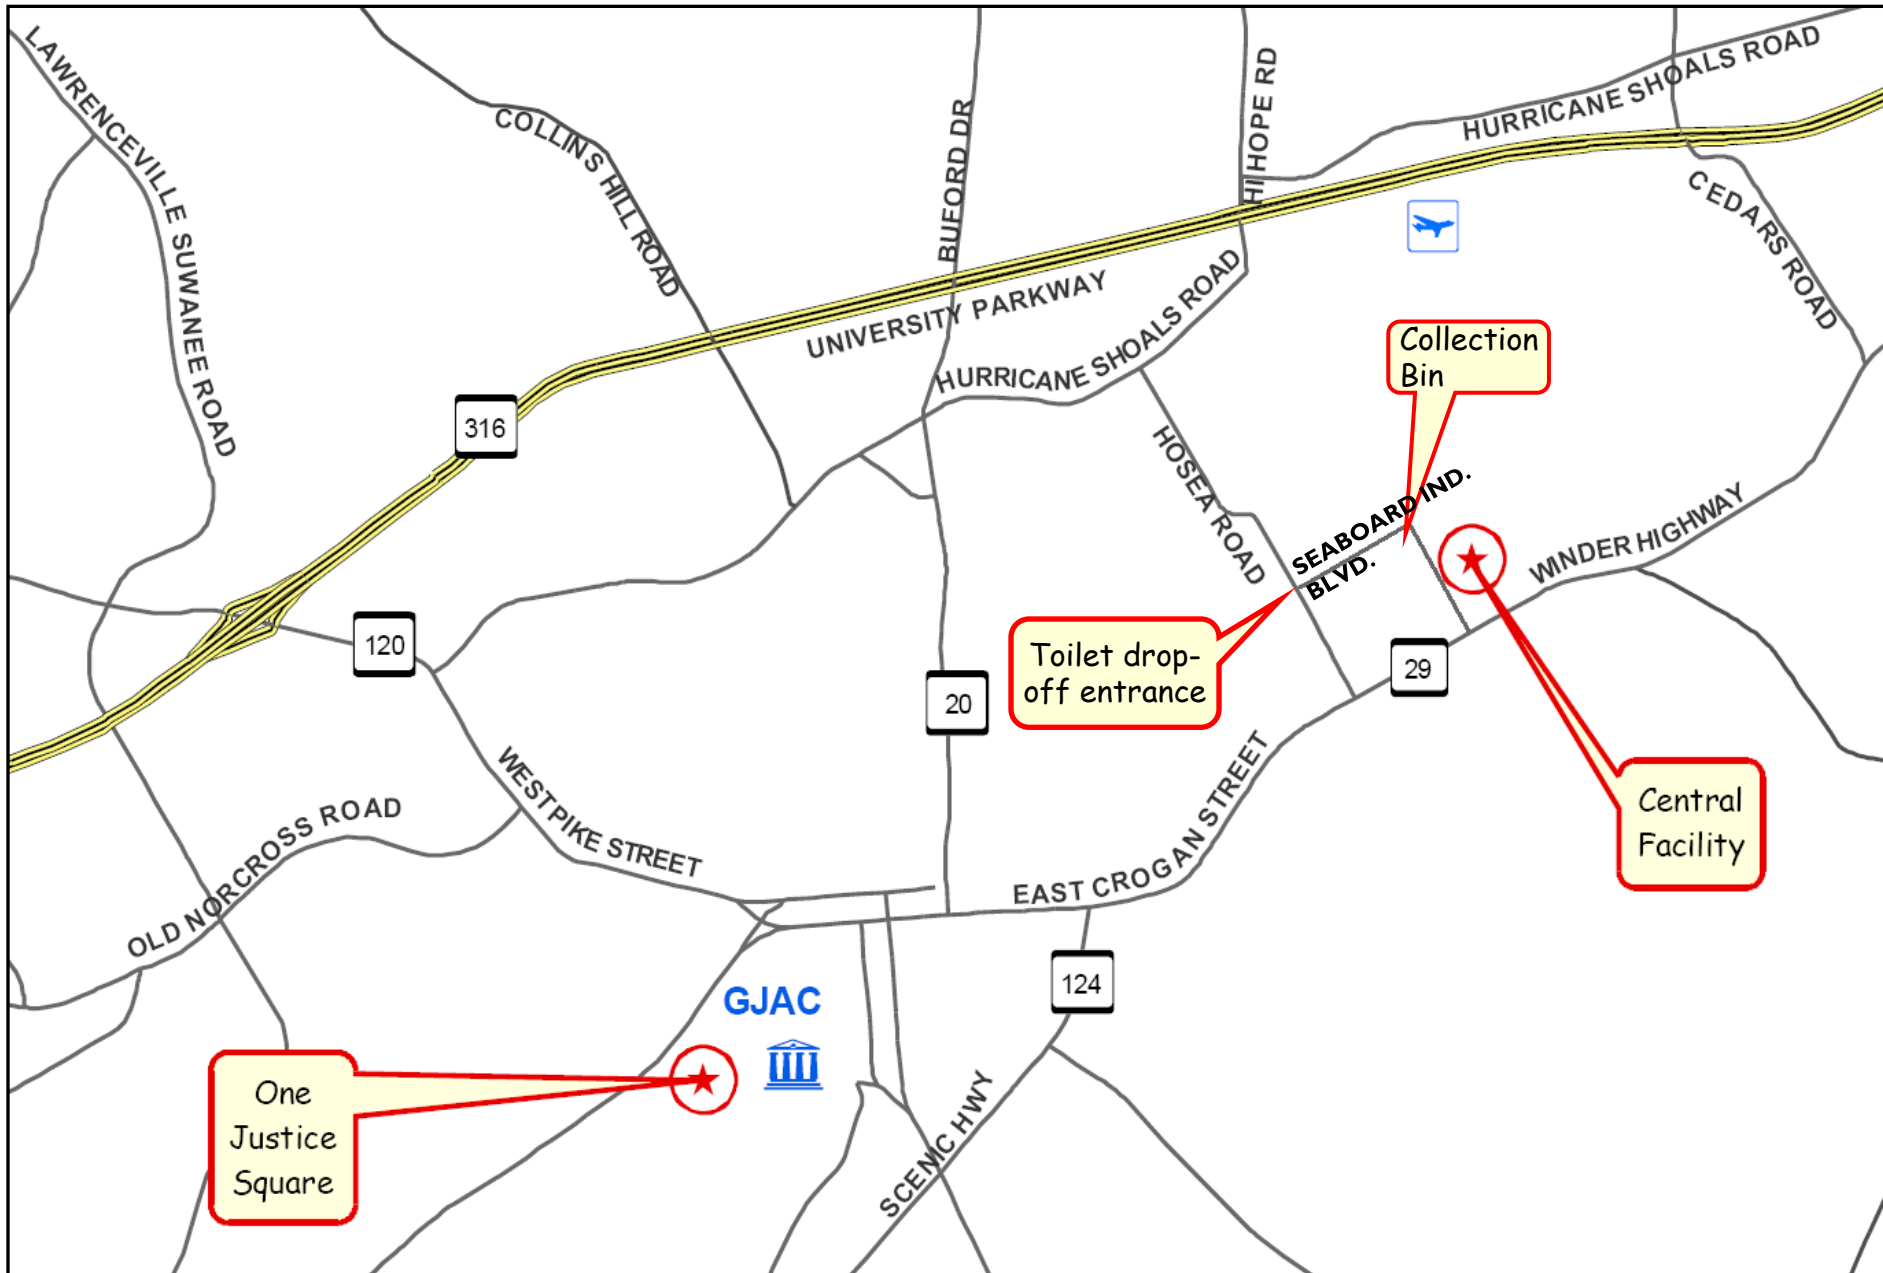 LAWRENCEVILLE SUWANEE ROAD
COLLINS HILL ROAD
BUFORD DR
HI HOPE RD
HURRICANE SHOALS ROAD
CEDARS ROAD
UNIVERSITY PARKWAY
HURRICANE SHOALS ROAD
316
Collection
Bin
HOSEA ROAD
SEABOARD IND.
BLVD.
WINDER HIGHWAY
120
Toilet drop-
off entrance
29
20
WEST PIKE STREET
OLD NORCROSS ROAD
EAST CROGAN STREET
Central
Facility
124
GJAC
One
Justice
Square
SCENIC HWY